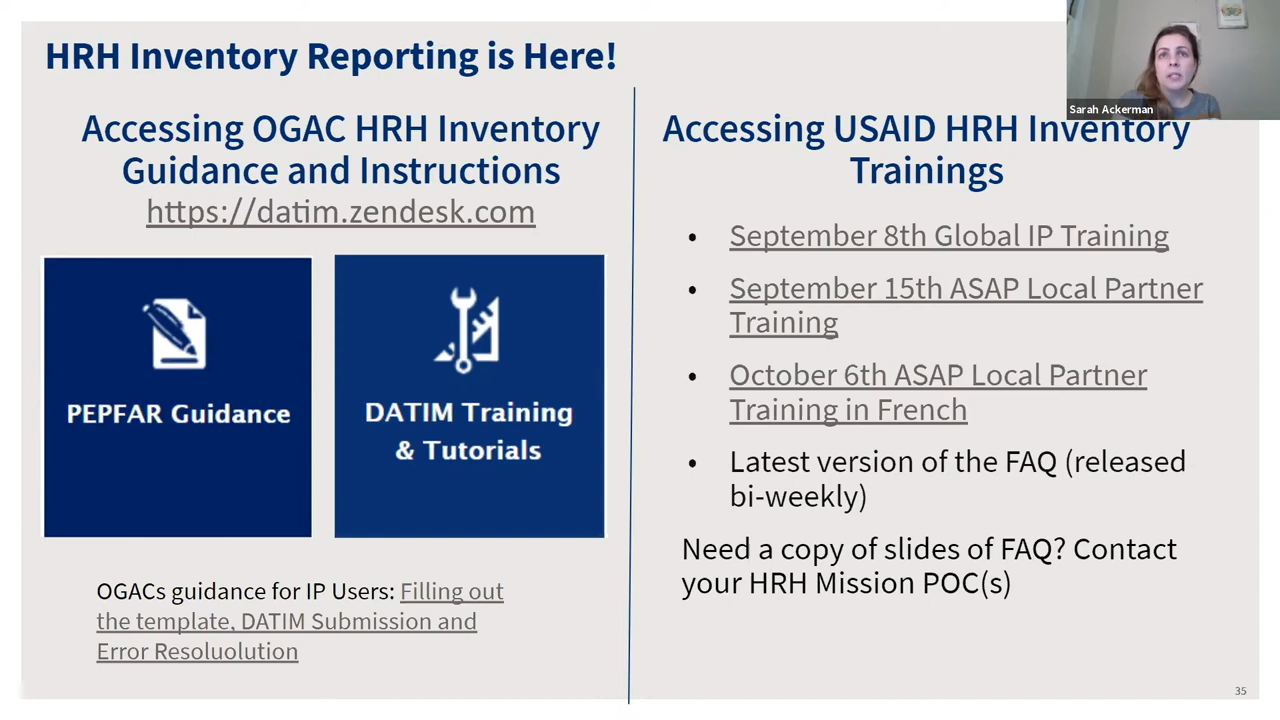 HRH Inventory Reporting is Here!
Sarah Ackerman
Accessing OGAC HRH Inventory
Guidance and Instructions
https://datim.zendesk.com
PEPFAR Guidance
DATIM Training
& Tutorials
OGACs guidance for IP Users: Filling out
the template, DATIM Submission and
Error Resoluolution
Accessing USAID HRH Inventory
Trainings
• September 8th Global IP Training
• September 15th ASAP Local Partner
Training
• October 6th ASAP Local Partner
Training in French
• Latest version of the FAQ (released
bi-weekly)
Need a copy of slides of FAQ? Contact
your HRH Mission POC(s)
35